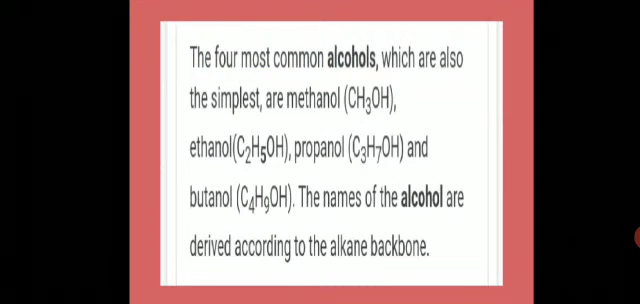 The four most common alcohols, which are also
the simplest, are methanol (CH₃OH),
ethanol(C₂H5OH), propanol (C₃H₇OH) and
butanol (C₄H₉OH). The names of the alcohol are
derived according to the alkane backbone.